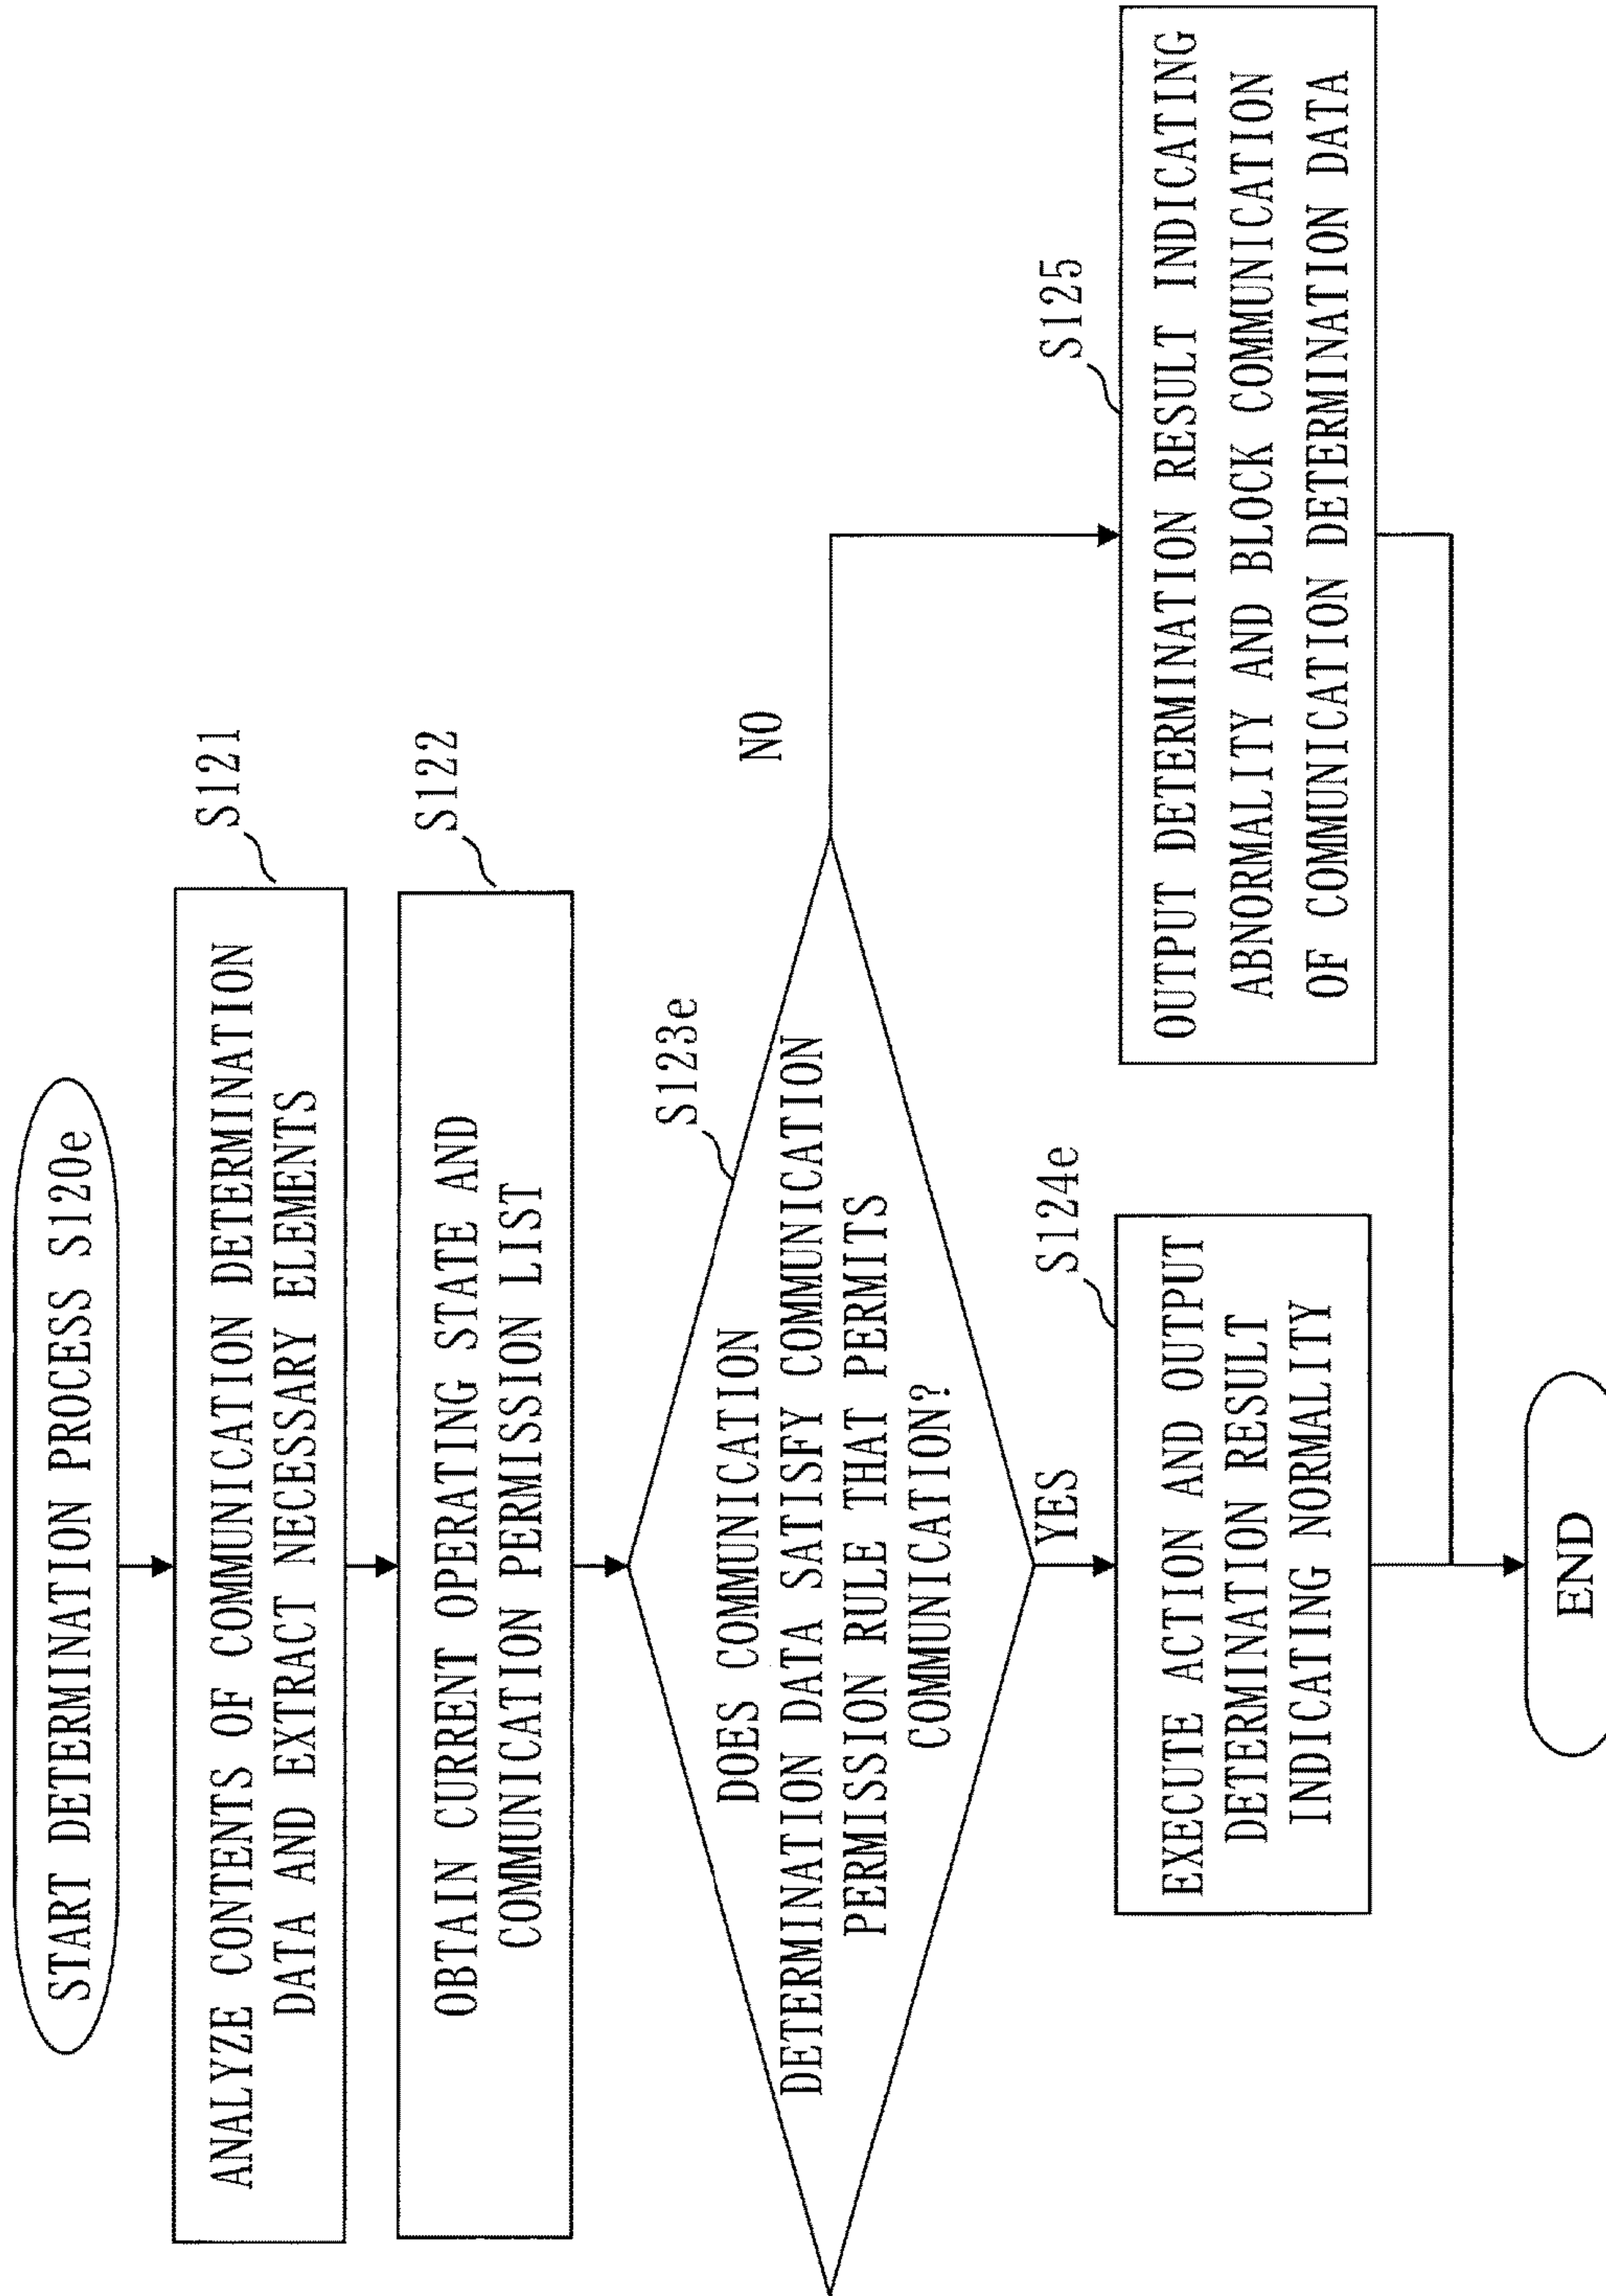 START DETERMINATION PROCESS S120e
S121
ANALYZE CONTENTS OF COMMUNICATION DETERMINATION
DATA AND EXTRACT NECESSARY ELEMENTS
S122
OBTAIN CURRENT OPERATING STATE AND
COMMUNICATION PERMISSION LIST
S123e
DOES COMMUNICATION
DETERMINATION DATA SATISFY COMMUNICATION
PERMISSION RULE THAT PERMITS
COMMUNICATION?
NO
YES
S124e
EXECUTE ACTION AND OUTPUT
DETERMINATION RESULT
INDICATING NORMALITY
S125
OUTPUT DETERMINATION RESULT INDICATING
ABNORMALITY AND BLOCK COMMUNICATION
OF COMMUNICATION DETERMINATION DATA
END